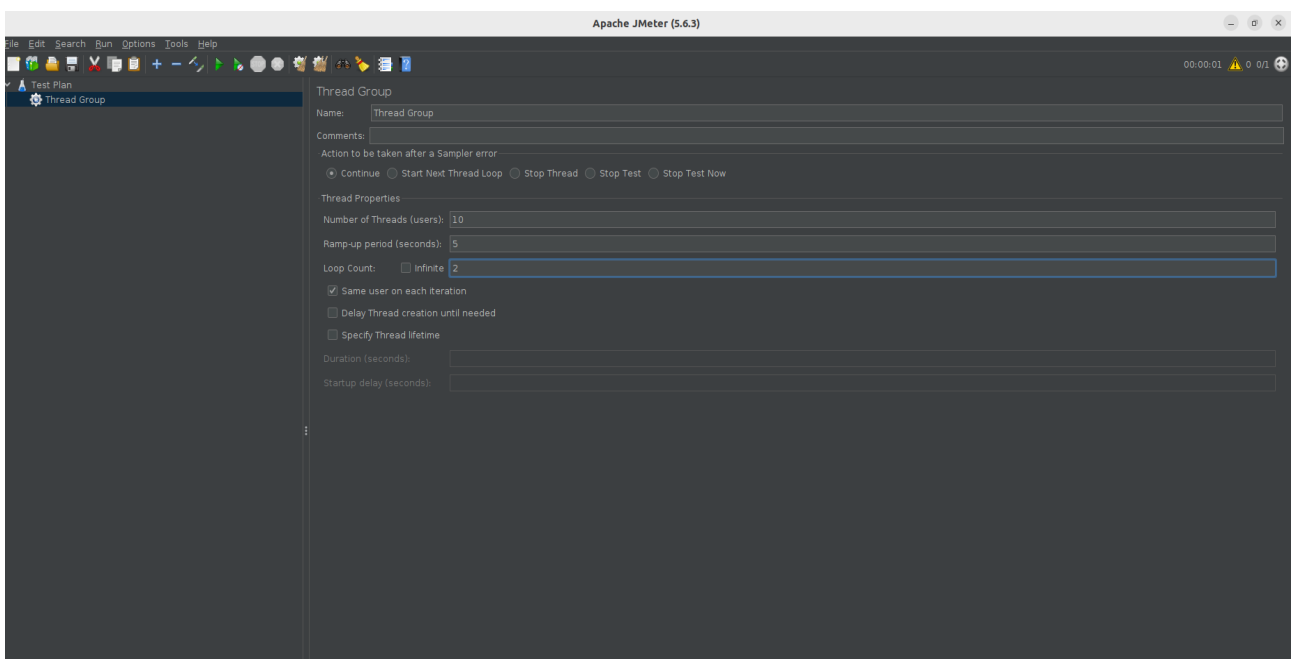 Apache JMeter (5.6.3)
File Edit Search Run Options Tools Help
00:00:01 0 0/1
Test Plan
Thread Group
Thread Group
Name: Thread Group
Comments:
Action to be taken after a Sampler error
Continue Start Next Thread Loop Stop Thread Stop Test Stop Test Now
Thread Properties
Number of Threads (users): 10
Ramp-up period (seconds): 5
Loop Count: Infinite 2
Same user on each iteration
Delay Thread creation until needed
Specify Thread lifetime
Duration (seconds):
Startup delay (seconds):